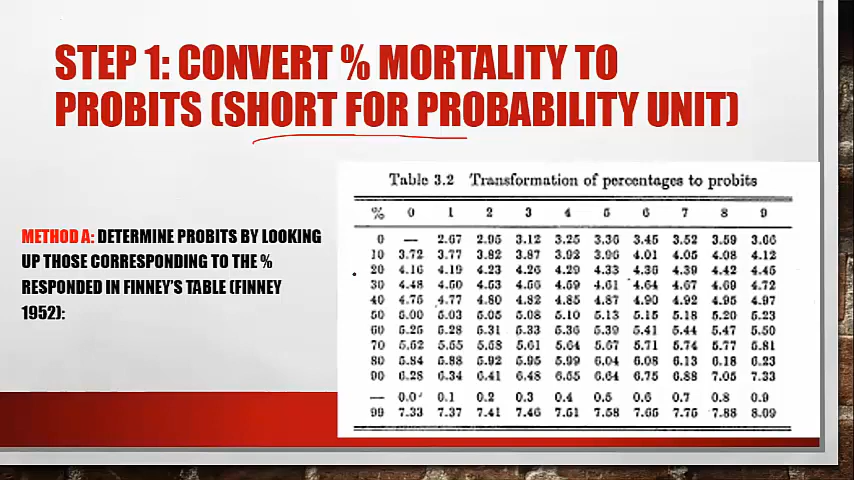 STEP 1: CONVERT % MORTALITY TO
PROBITS (SHORT FOR PROBABILITY UNIT)
METHOD A: DETERMINE PROBITS BY LOOKING
UP THOSE CORRESPONDING TO THE %
RESPONDED IN FINNEY'S TABLE (FINNEY
1952):
Table 3.2 Transformation of percentages to probits
% 0 1 2 3 4 5 6 7 8 9
0 — 2.67 2.95 3.12 3.25 3.36 3.45 3.52 3.59 3.66
10 3.72 3.77 3.82 3.87 3.92 3.96 4.01 4.05 4.08 4.12
20 4.16 4.19 4.23 4.26 4.29 4.33 4.36 4.39 4.42 4.45
30 4.48 4.50 4.53 4.56 4.59 4.61 4.64 4.67 4.69 4.72
40 4.75 4.77 4.80 4.82 4.85 4.87 4.90 4.92 4.95 4.97
50 5.00 5.03 5.05 5.08 5.10 5.13 5.15 5.18 5.20 5.23
60 5.25 5.28 5.31 5.33 5.36 5.39 5.41 5.44 5.47 5.50
70 5.52 5.55 5.58 5.61 5.64 5.67 5.71 5.74 5.77 5.81
80 5.84 5.88 5.92 5.95 5.99 6.04 6.08 6.13 6.18 6.23
90 6.28 6.34 6.41 6.48 6.55 6.64 6.75 6.88 7.05 7.33
— 0.0 0.1 0.2 0.3 0.4 0.5 0.6 0.7 0.8 0.9
99 7.33 7.37 7.41 7.46 7.51 7.58 7.65 7.75 7.88 8.09